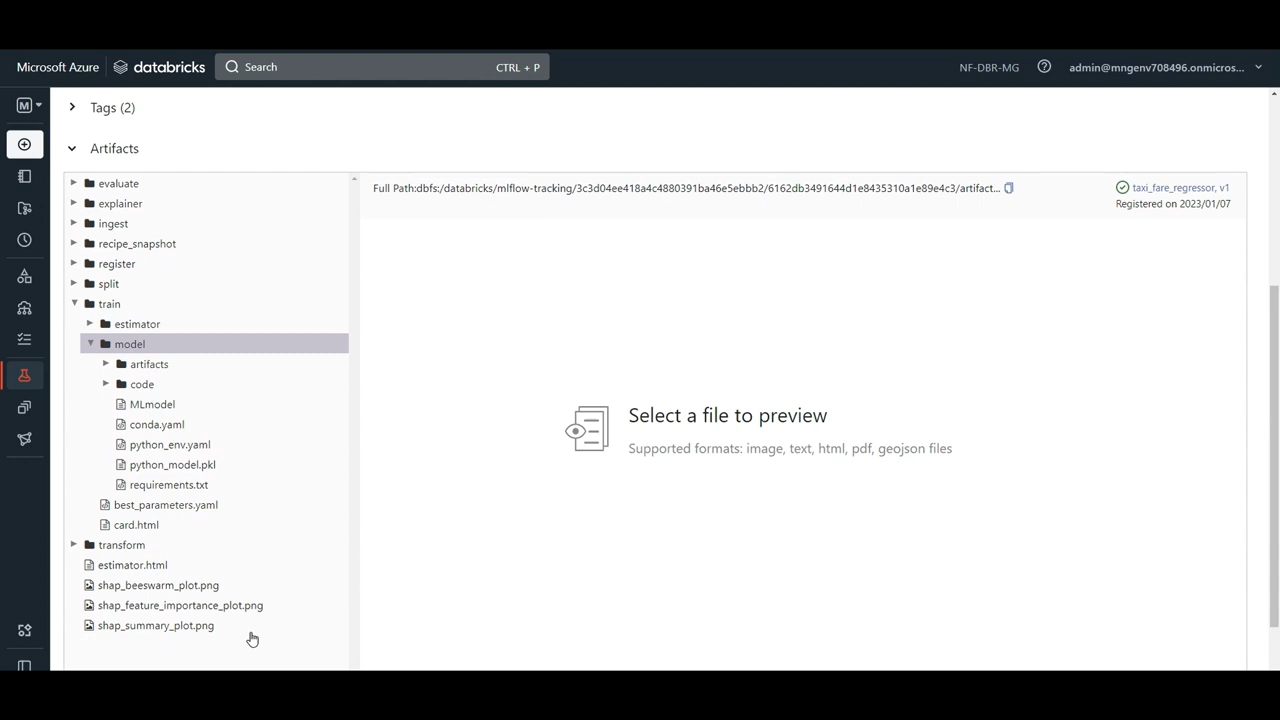 Microsoft Azure databricks Search CTRL + P NF-DBR-MG admin@mngenv708496.onmicros...
M
Tags (2)
Artifacts
evaluate
explainer
ingest
recipe_snapshot
register
split
train
estimator
model
artifacts
code
MLmodel
conda.yaml
python_env.yaml
python_model.pkl
requirements.txt
best_parameters.yaml
card.html
transform
estimator.html
shap_beeswarm_plot.png
shap_feature_importance_plot.png
shap_summary_plot.png
Full Path:dbfs:/databricks/mlflow-tracking/3c3d04ee418a4c4880391ba46e5ebbb2/6162db3491644d1e8435310a1e89e4c3/artifact...
taxi_fare_regressor, v1
Registered on 2023/01/07
Select a file to preview
Supported formats: image, text, html, pdf, geojson files